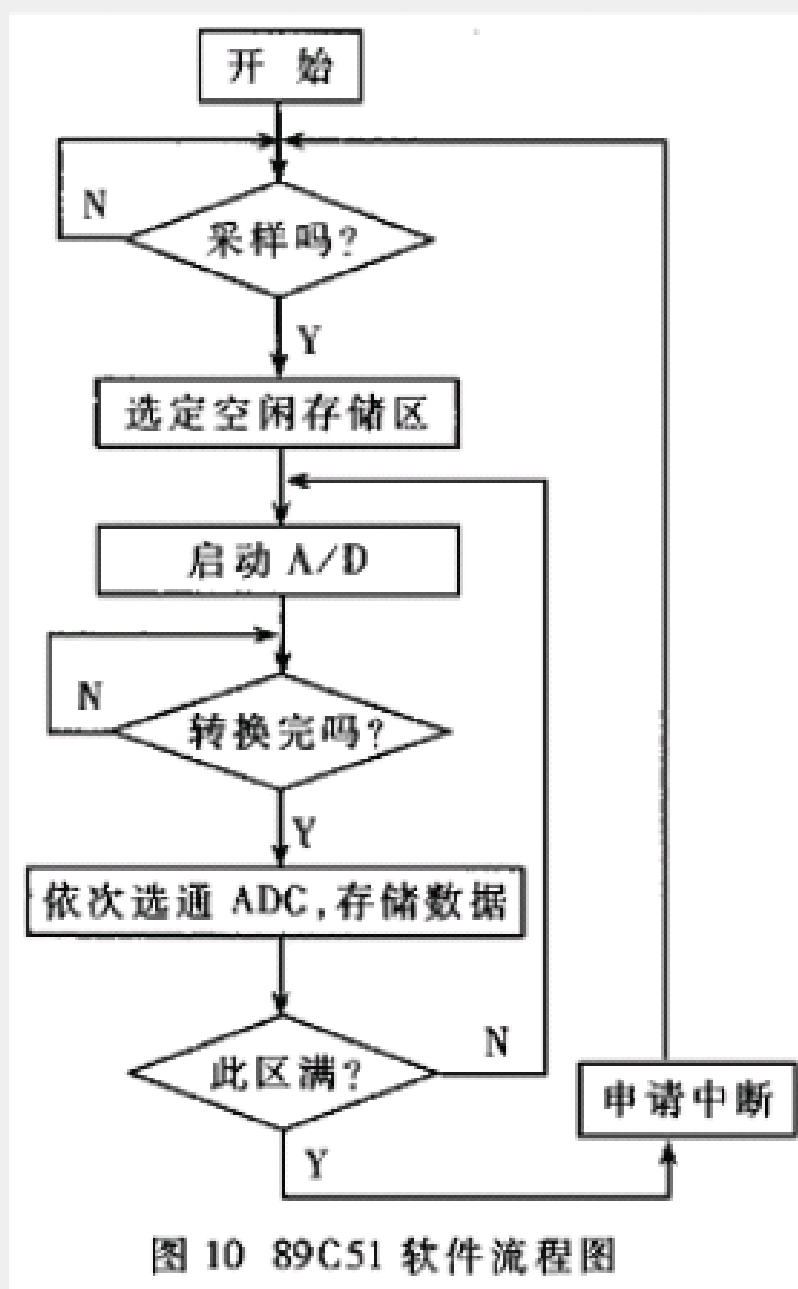 开 始
N
采样吗?
Y
选定空闲存储区
启动 A/D
N
转换完吗?
Y
依次选通 ADC,存储数据
N
此区满?
申请中断
Y
图 10 89C51 软件流程图